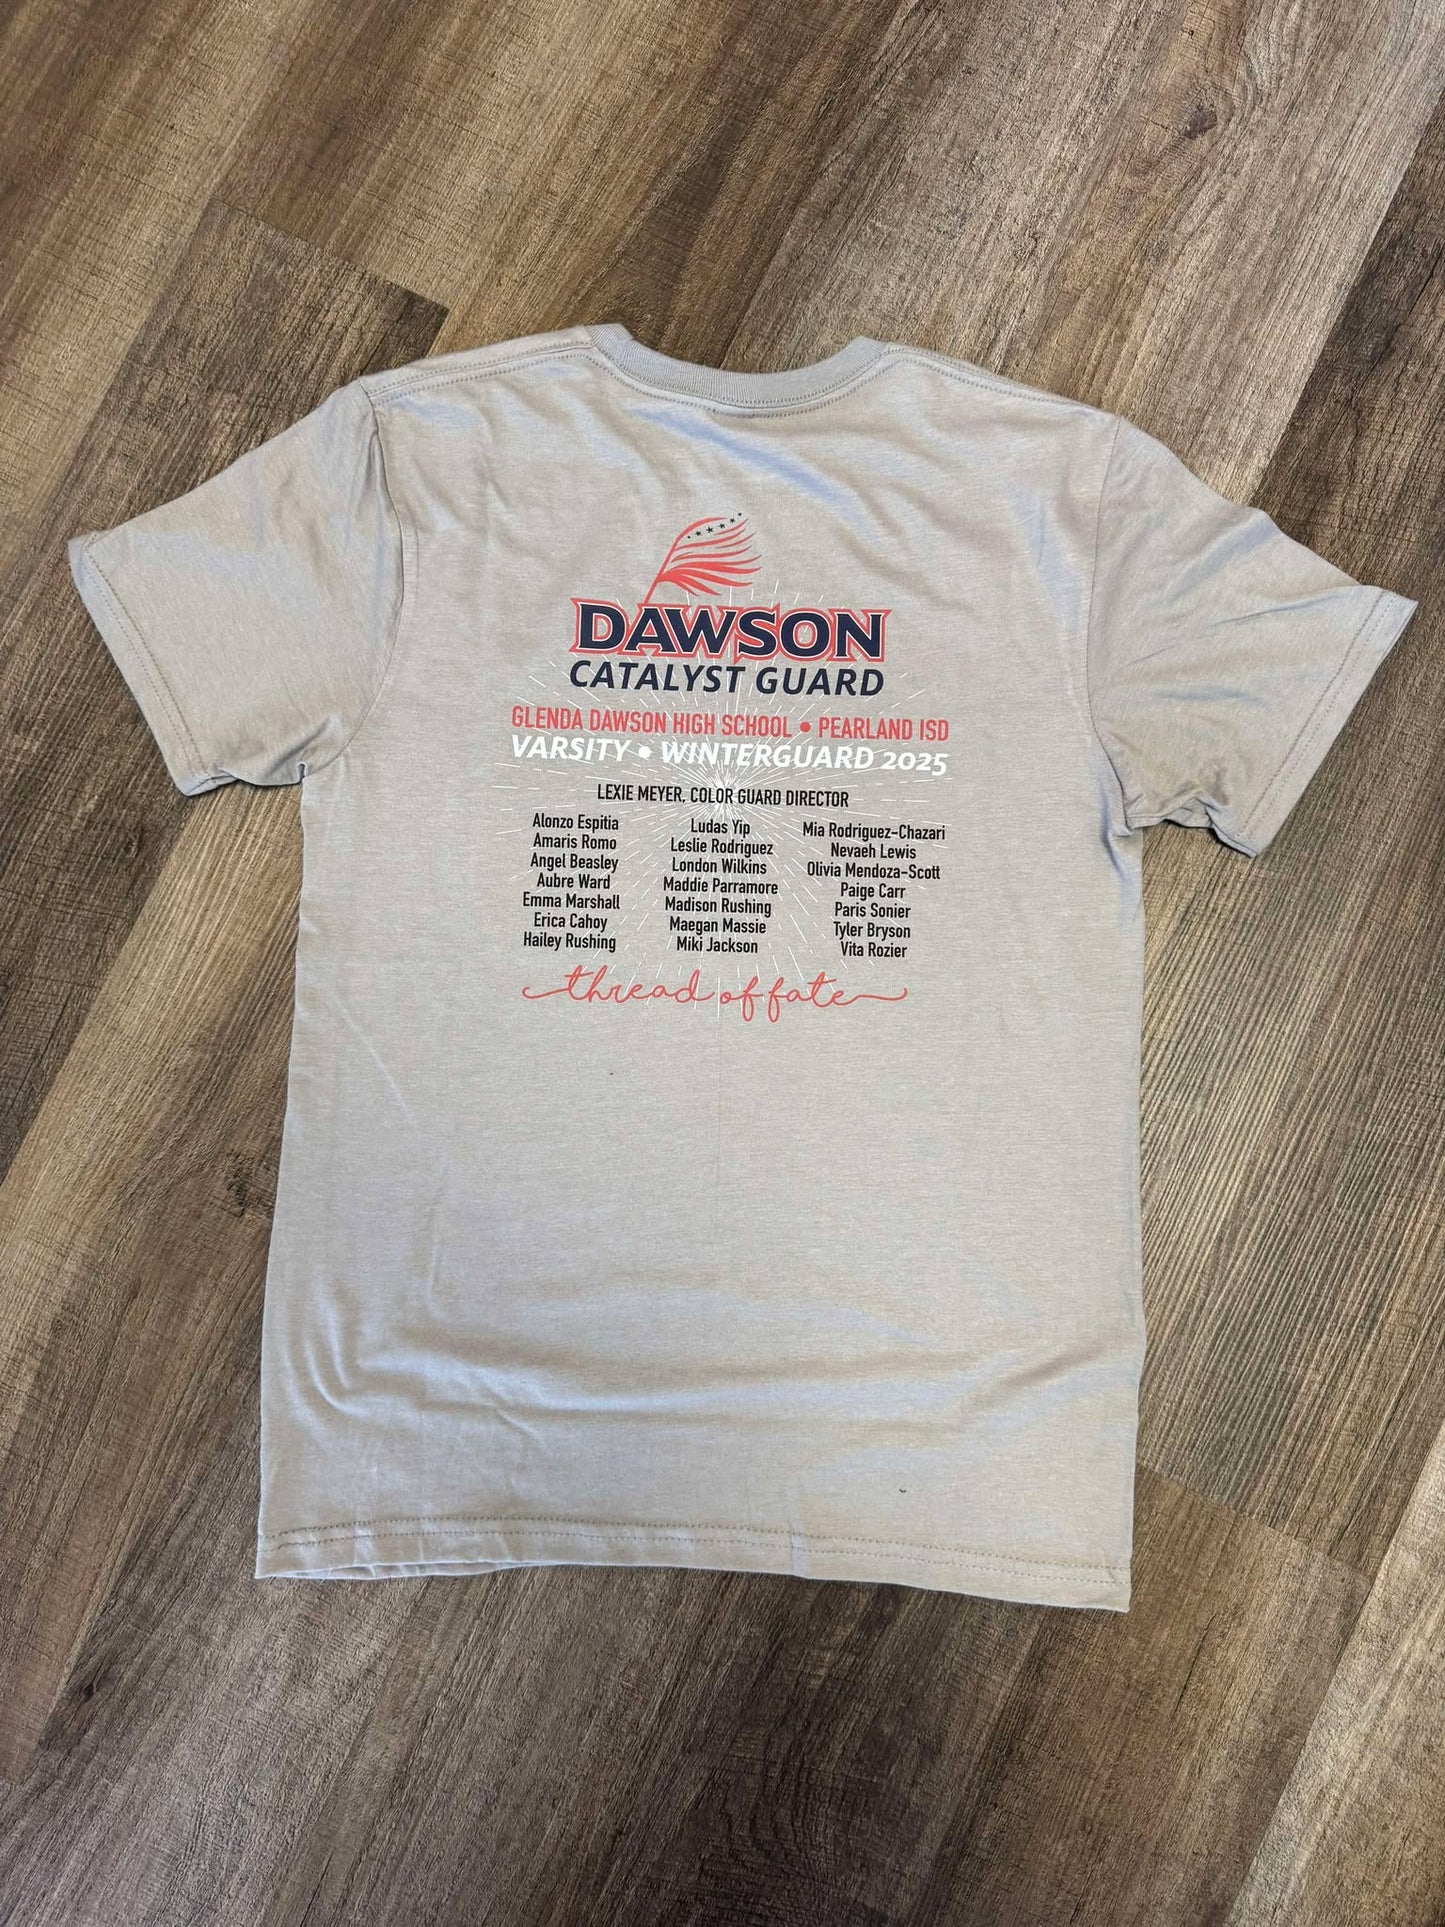 DAWSON
CATALYST GUARD
GLENDA DAWSON HIGH SCHOOL • PEARLAND ISD
VARSITY • WINTERGUARD 2025
LEXIE MEYER, COLOR GUARD DIRECTOR
Alonzo Espitia
Amaris Romo
Angel Beasley
Aubre Ward
Emma Marshall
Erica Cahoy
Hailey Rushing
Ludas Yip
Leslie Rodriguez
London Wilkins
Maddie Parramore
Madison Rushing
Maegan Massie
Miki Jackson
Mia Rodriguez-Chazari
Nevaeh Lewis
Olivia Mendoza-Scott
Paige Carr
Paris Sonier
Tyler Bryson
Vita Rozier
thread of fate